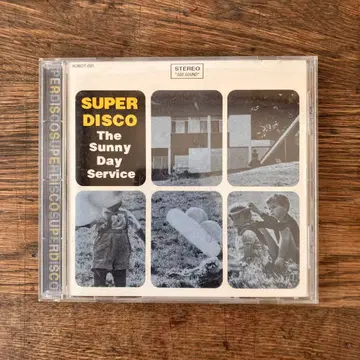 STEREO
SUPER
DISCO
The
Sunny
Day
Service
PERDISCOSUPERDISCOSUPERDISCO